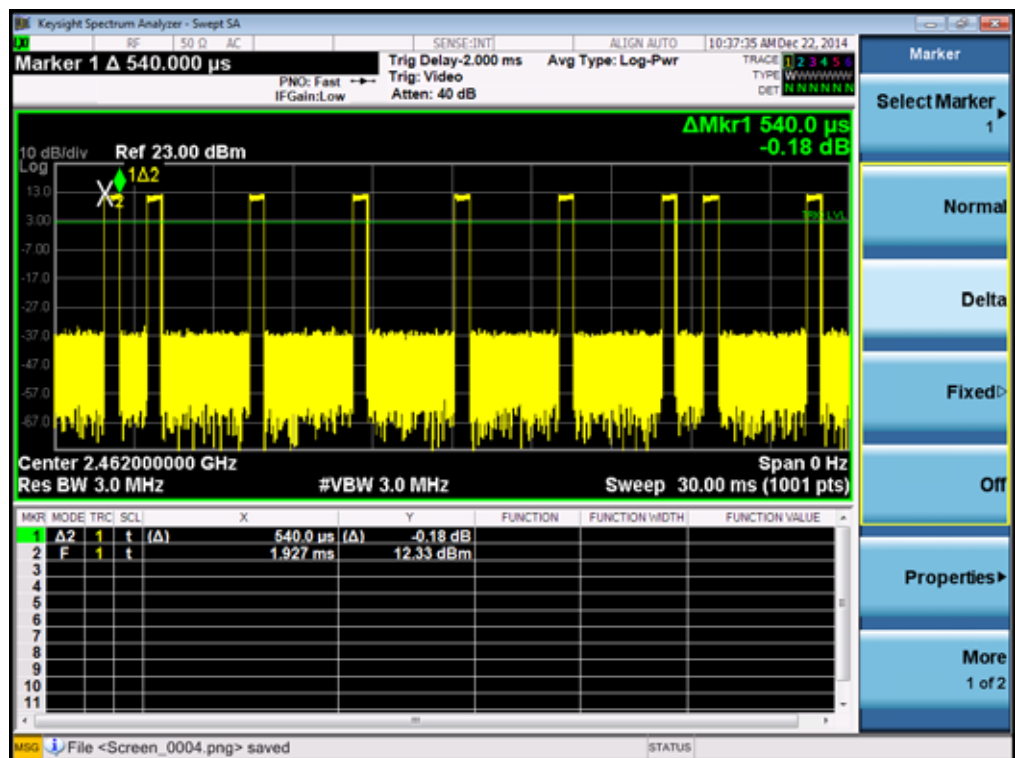 Keysight Spectrum Analyzer - Swept SA
RF 50 Ω AC SENSE:INT ALIGN AUTO 10:37:35 AM Dec 22, 2014
Marker 1 Δ 540.000 µs
PNO: Fast
IFGain:Low
Trig Delay-2.000 ms
Trig: Video
Atten: 40 dB
Avg Type: Log-Pwr
TRACE 1 2 3 4 5 6
TYPE W
DET N N N N N N
ΔMkr1 540.0 µs
-0.18 dB
10 dB/div Ref 23.00 dBm
Log
1Δ2
13.0
2
3.00
TRIG LVL
-7.00
-17.0
-27.0
-37.0
-47.0
-57.0
-67.0
Center 2.462000000 GHz Span 0 Hz
Res BW 3.0 MHz #VBW 3.0 MHz Sweep 30.00 ms (1001 pts)
MKR MODE TRC SCL X Y FUNCTION FUNCTION WIDTH FUNCTION VALUE
1 Δ2 1 t (Δ) 540.0 µs (Δ) -0.18 dB
2 F 1 t 1.927 ms 12.33 dBm
3
4
5
6
7
8
9
10
11
MSG File <Screen_0004.png> saved STATUS
Marker
Select Marker
1
Normal
Delta
Fixed
Off
Properties
More
1 of 2